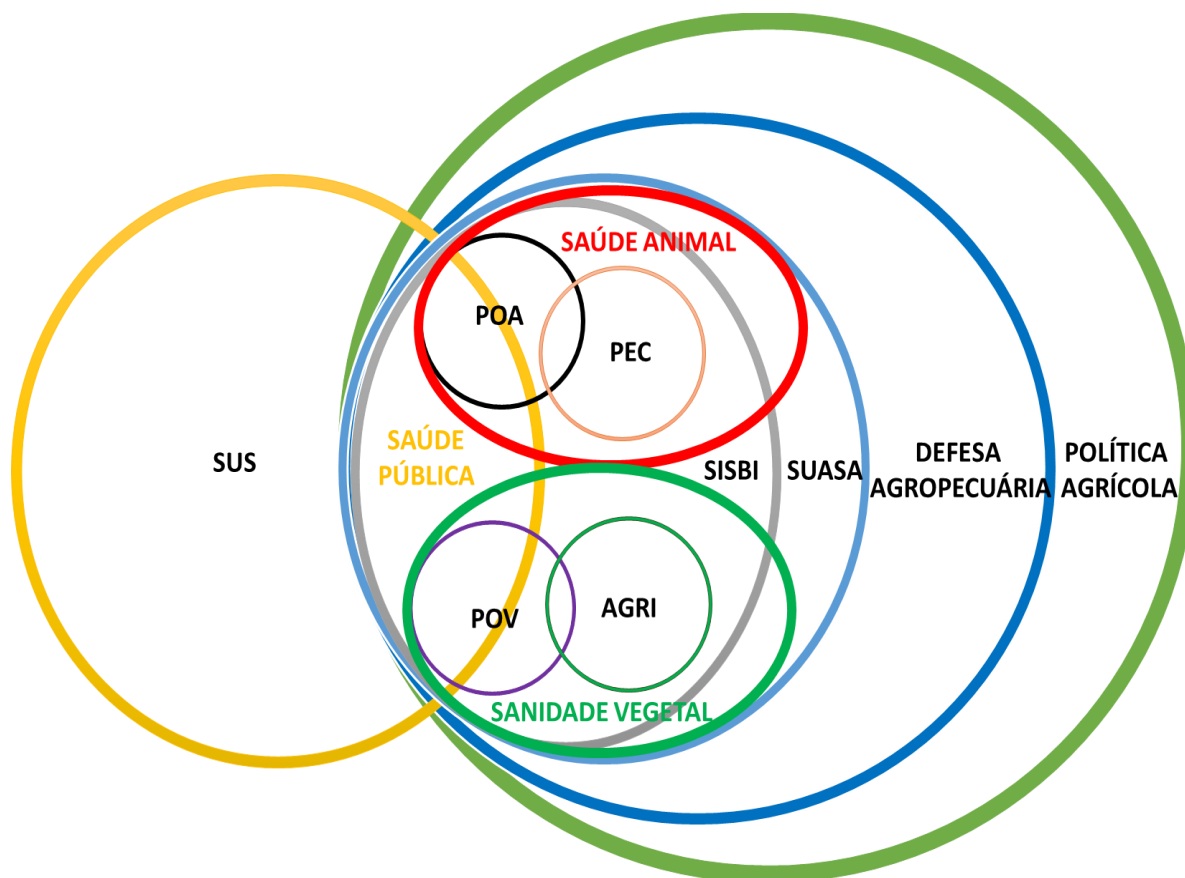 SAÚDE ANIMAL
POA
PEC
SAÚDE
PÚBLICA
SUS
SISBI
SUASA
DEFESA
AGROPECUÁRIA
POLÍTICA
AGRÍCOLA
POV
AGRI
SANIDADE VEGETAL